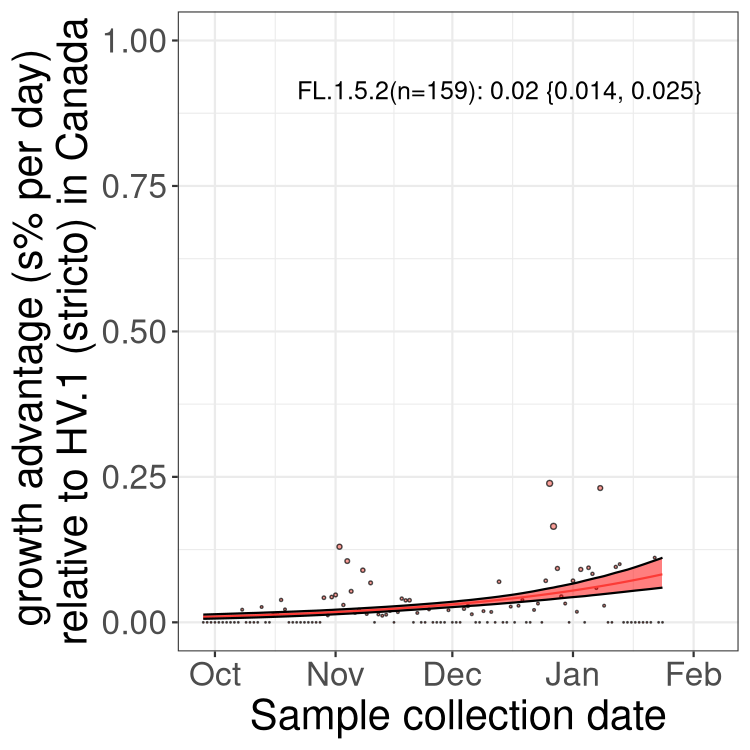 growth advantage (s% per day)
relative to HV.1 (stricto) in Canada
1.00
0.75
0.50
0.25
0.00
FL.1.5.2(n=159): 0.02 {0.014, 0.025}
Oct Nov Dec Jan Feb
Sample collection date